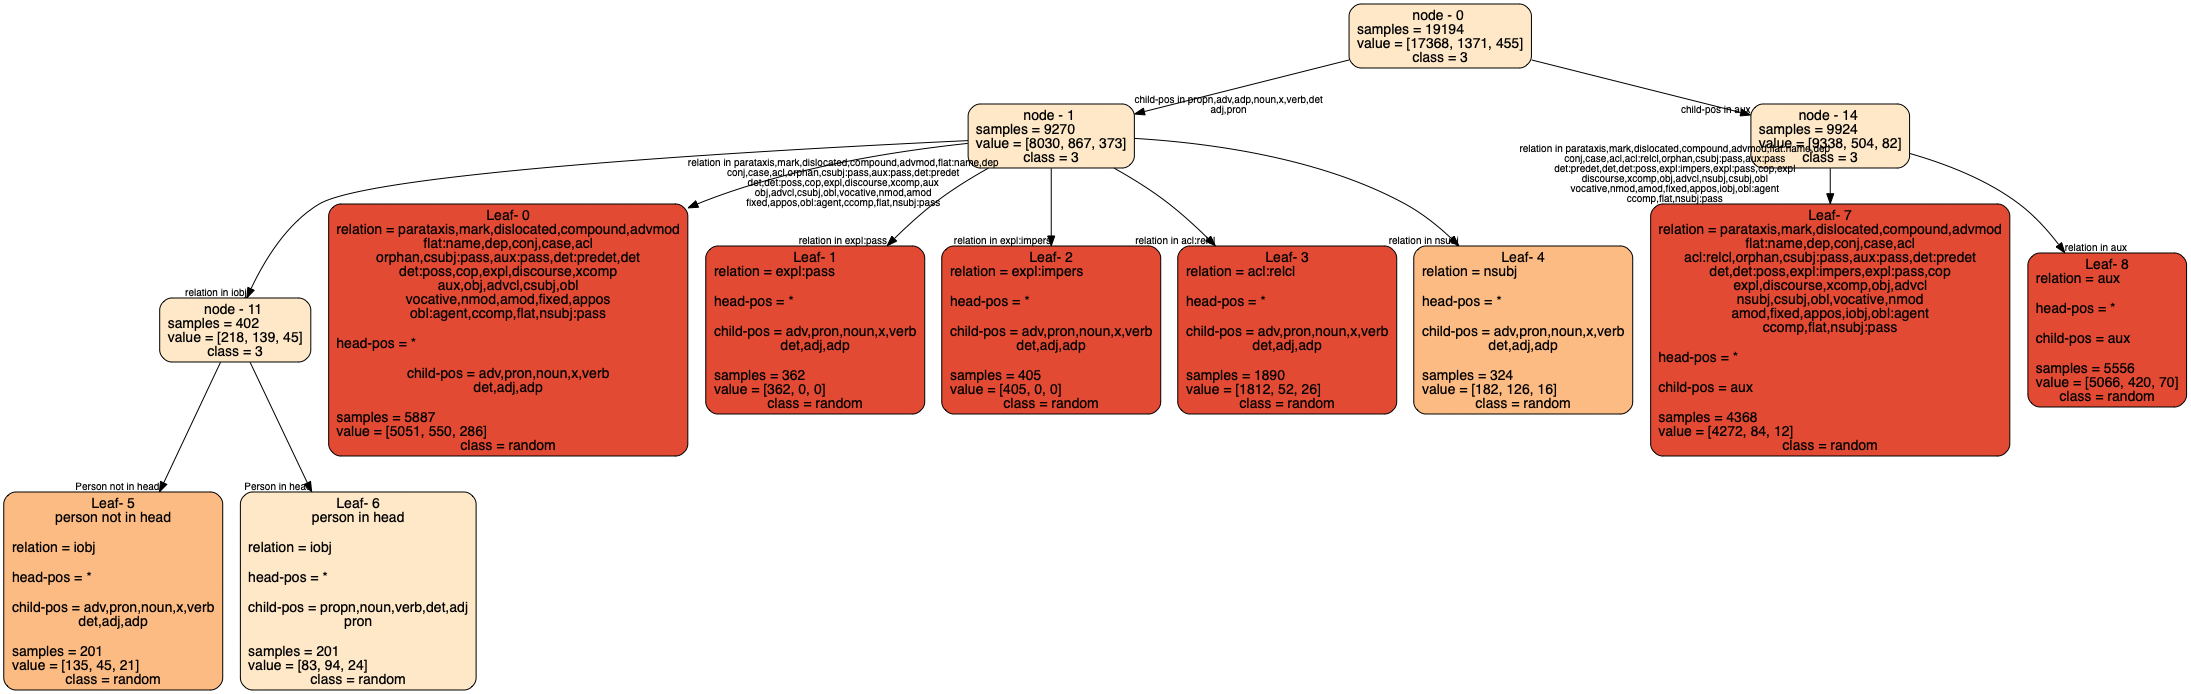 node - 0
samples = 19194
value = [17368, 1371, 455]
class = 3
child-pos in propn,adv,adp,noun,x,verb,det
adj,pron
child-pos in aux
node - 1
samples = 9270
value = [8030, 867, 373]
class = 3
node - 14
samples = 9924
value = [9338, 504, 82]
class = 3
relation in parataxis,mark,dislocated,compound,advmod,flat:name,dep
conj,case,acl,orphan,csubj:pass,aux:pass,det:predet
det,det:poss,cop,expl,discourse,xcomp,aux
obj,advcl,csubj,obl,vocative,nmod,amod
fixed,appos,obl:agent,ccomp,flat,nsubj:pass
relation in parataxis,mark,dislocated,compound,advmod,flat:name,dep
conj,case,acl,acl:relcl,orphan,csubj:pass,aux:pass
det:predet,det,det:poss,expl:impers,expl:pass,cop,expl
discourse,xcomp,obj,advcl,nsubj,csubj,obl
vocative,nmod,amod,fixed,appos,iobj,obl:agent
ccomp,flat,nsubj:pass
relation in iobj
relation in expl:pass
relation in expl:impers
relation in acl:relcl
relation in nsubj
relation in aux
node - 11
samples = 402
value = [218, 139, 45]
class = 3
Leaf- 0
relation = parataxis,mark,dislocated,compound,advmod
flat:name,dep,conj,case,acl
orphan,csubj:pass,aux:pass,det:predet,det
det:poss,cop,expl,discourse,xcomp
aux,obj,advcl,csubj,obl
vocative,nmod,amod,fixed,appos
obl:agent,ccomp,flat,nsubj:pass
head-pos = *
child-pos = adv,pron,noun,x,verb
det,adj,adp
samples = 5887
value = [5051, 550, 286]
class = random
Leaf- 1
relation = expl:pass
head-pos = *
child-pos = adv,pron,noun,x,verb
det,adj,adp
samples = 362
value = [362, 0, 0]
class = random
Leaf- 2
relation = expl:impers
head-pos = *
child-pos = adv,pron,noun,x,verb
det,adj,adp
samples = 405
value = [405, 0, 0]
class = random
Leaf- 3
relation = acl:relcl
head-pos = *
child-pos = adv,pron,noun,x,verb
det,adj,adp
samples = 1890
value = [1812, 52, 26]
class = random
Leaf- 4
relation = nsubj
head-pos = *
child-pos = adv,pron,noun,x,verb
det,adj,adp
samples = 324
value = [182, 126, 16]
class = random
Leaf- 7
relation = parataxis,mark,dislocated,compound,advmod
flat:name,dep,conj,case,acl
acl:relcl,orphan,csubj:pass,aux:pass,det:predet
det,det:poss,expl:impers,expl:pass,cop
expl,discourse,xcomp,obj,advcl
nsubj,csubj,obl,vocative,nmod
amod,fixed,appos,iobj,obl:agent
ccomp,flat,nsubj:pass
head-pos = *
child-pos = aux
samples = 4368
value = [4272, 84, 12]
class = random
Leaf- 8
relation = aux
head-pos = *
child-pos = aux
samples = 5556
value = [5066, 420, 70]
class = random
Person not in head
Person in head
Leaf- 5
person not in head
relation = iobj
head-pos = *
child-pos = adv,pron,noun,x,verb
det,adj,adp
samples = 201
value = [135, 45, 21]
class = random
Leaf- 6
person in head
relation = iobj
head-pos = *
child-pos = propn,noun,verb,det,adj
pron
samples = 201
value = [83, 94, 24]
class = random